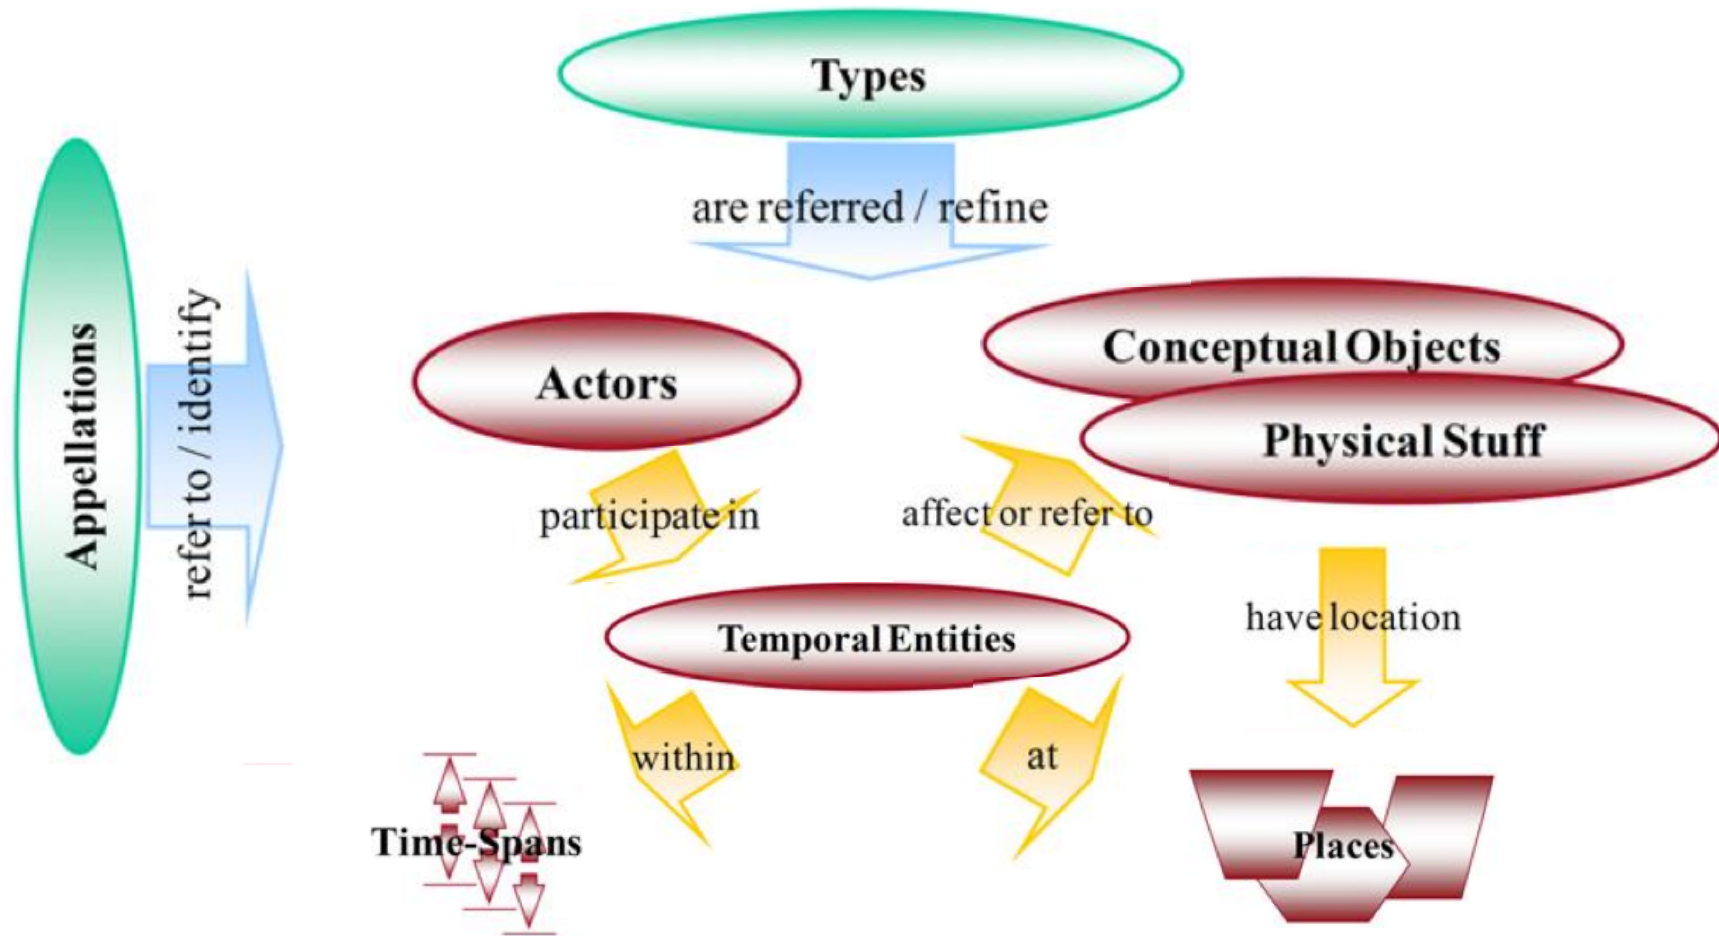 Types
are referred / refine
Appellations
refer to / identify
Actors
Conceptual Objects
Physical Stuff
participate in
affect or refer to
Temporal Entities
have location
within
at
Time-Spans
Places